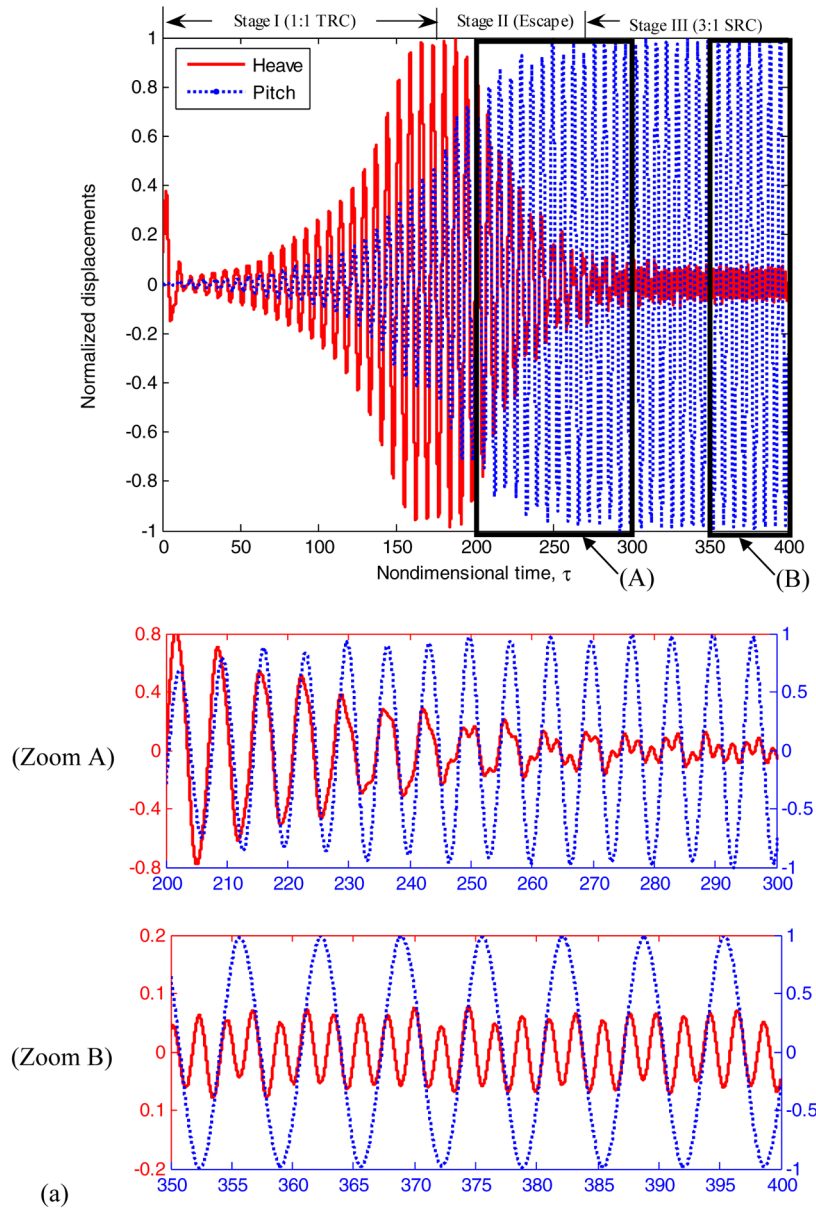 Stage I (1:1 TRC) Stage II (Escape) Stage III (3:1 SRC)
1
0.8
0.6
0.4
0.2
0
-0.2
-0.4
-0.6
-0.8
-1
Normalized displacements
Heave
Pitch
0 50 100 150 200 250 300 350 400
Nondimensional time, τ
(A)
(B)
(Zoom A)
0.8
0.4
0
-0.4
-0.8
1
0.5
0
-0.5
-1
200 210 220 230 240 250 260 270 280 290 300
(Zoom B)
0.2
0.1
0
0.1
-0.2
1
0.5
0
-0.5
-1
350 355 360 365 370 372 380 385 390 395 400
(a)